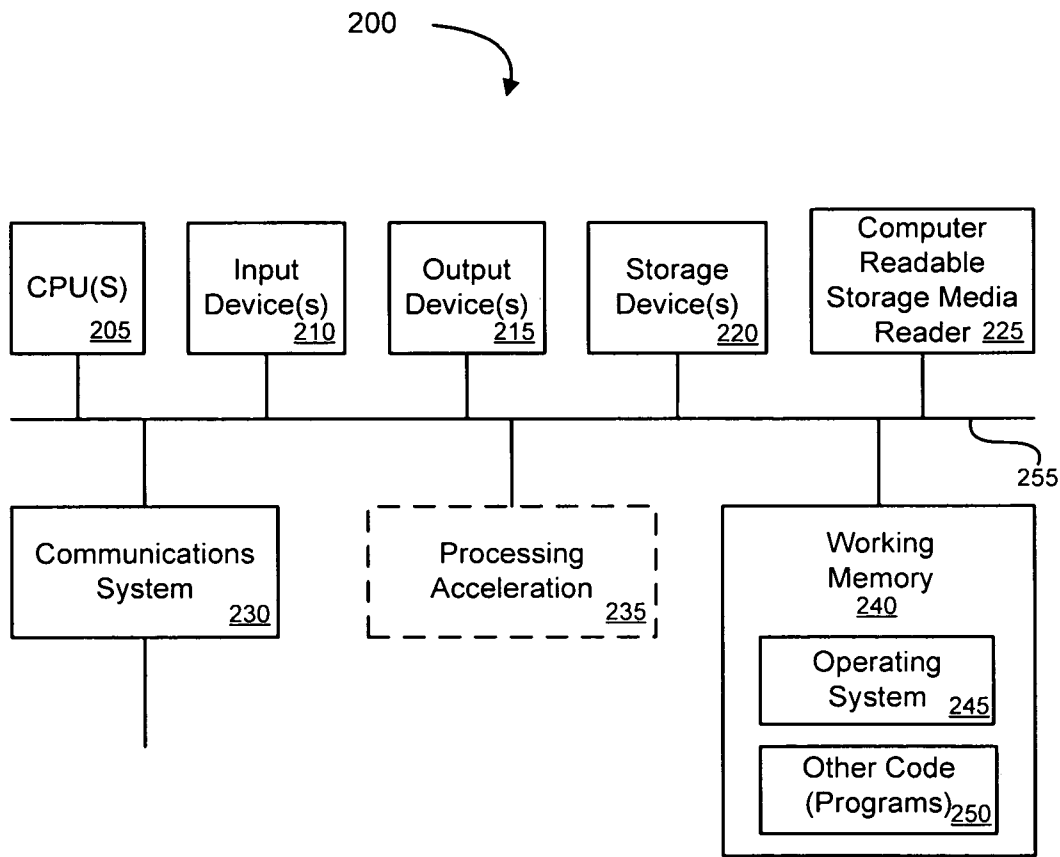 200
CPU(S)
205
Input
Device(s)
210
Output
Device(s)
215
Storage
Device(s)
220
Computer
Readable
Storage Media
Reader 225
255
Communications
System
230
Processing
Acceleration
235
Working
Memory
240
Operating
System
245
Other Code
(Programs)
250